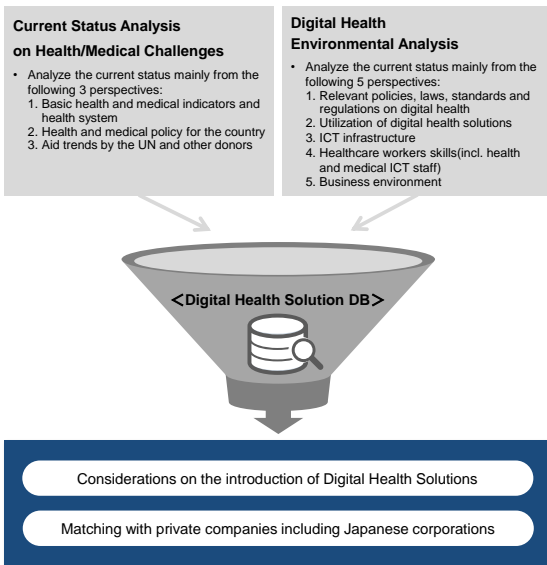 Current Status Analysis
on Health/Medical Challenges
• Analyze the current status mainly from the
following 3 perspectives:
1. Basic health and medical indicators and
health system
2. Health and medical policy for the country
3. Aid trends by the UN and other donors
Digital Health
Environmental Analysis
• Analyze the current status mainly from the
following 5 perspectives:
1. Relevant policies, laws, standards and
regulations on digital health
2. Utilization of digital health solutions
3. ICT infrastructure
4. Healthcare workers skills(incl. health
and medical ICT staff)
5. Business environment
＜Digital Health Solution DB＞
Considerations on the introduction of Digital Health Solutions
Matching with private companies including Japanese corporations